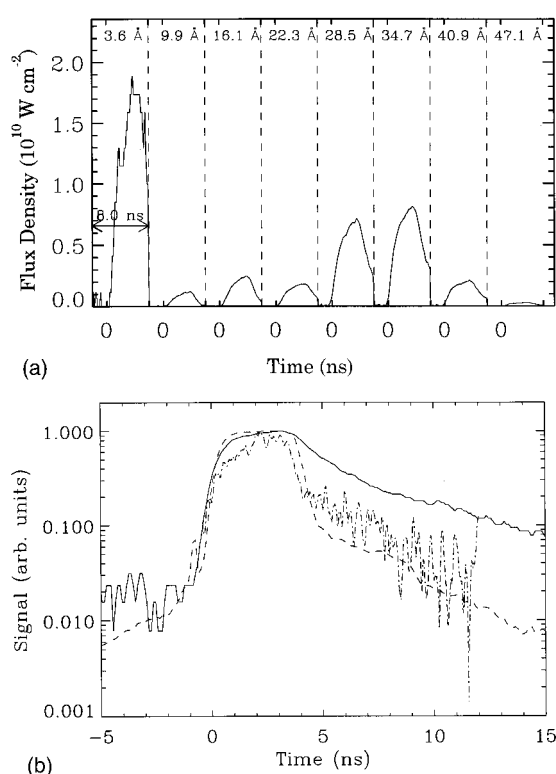 3.6 Å 9.9 Å 16.1 Å 22.3 Å 28.5 Å 34.7 Å 40.9 Å 47.1 Å
2.0
1.5
1.0
0.5
0.0
Flux Density (10¹⁰ W cm⁻²)
8.0 ns
0 0 0 0 0 0 0 0
Time (ns)
(a)
1.000
0.100
0.010
0.001
Signal (arb. units)
-5 0 5 10 15
Time (ns)
(b)